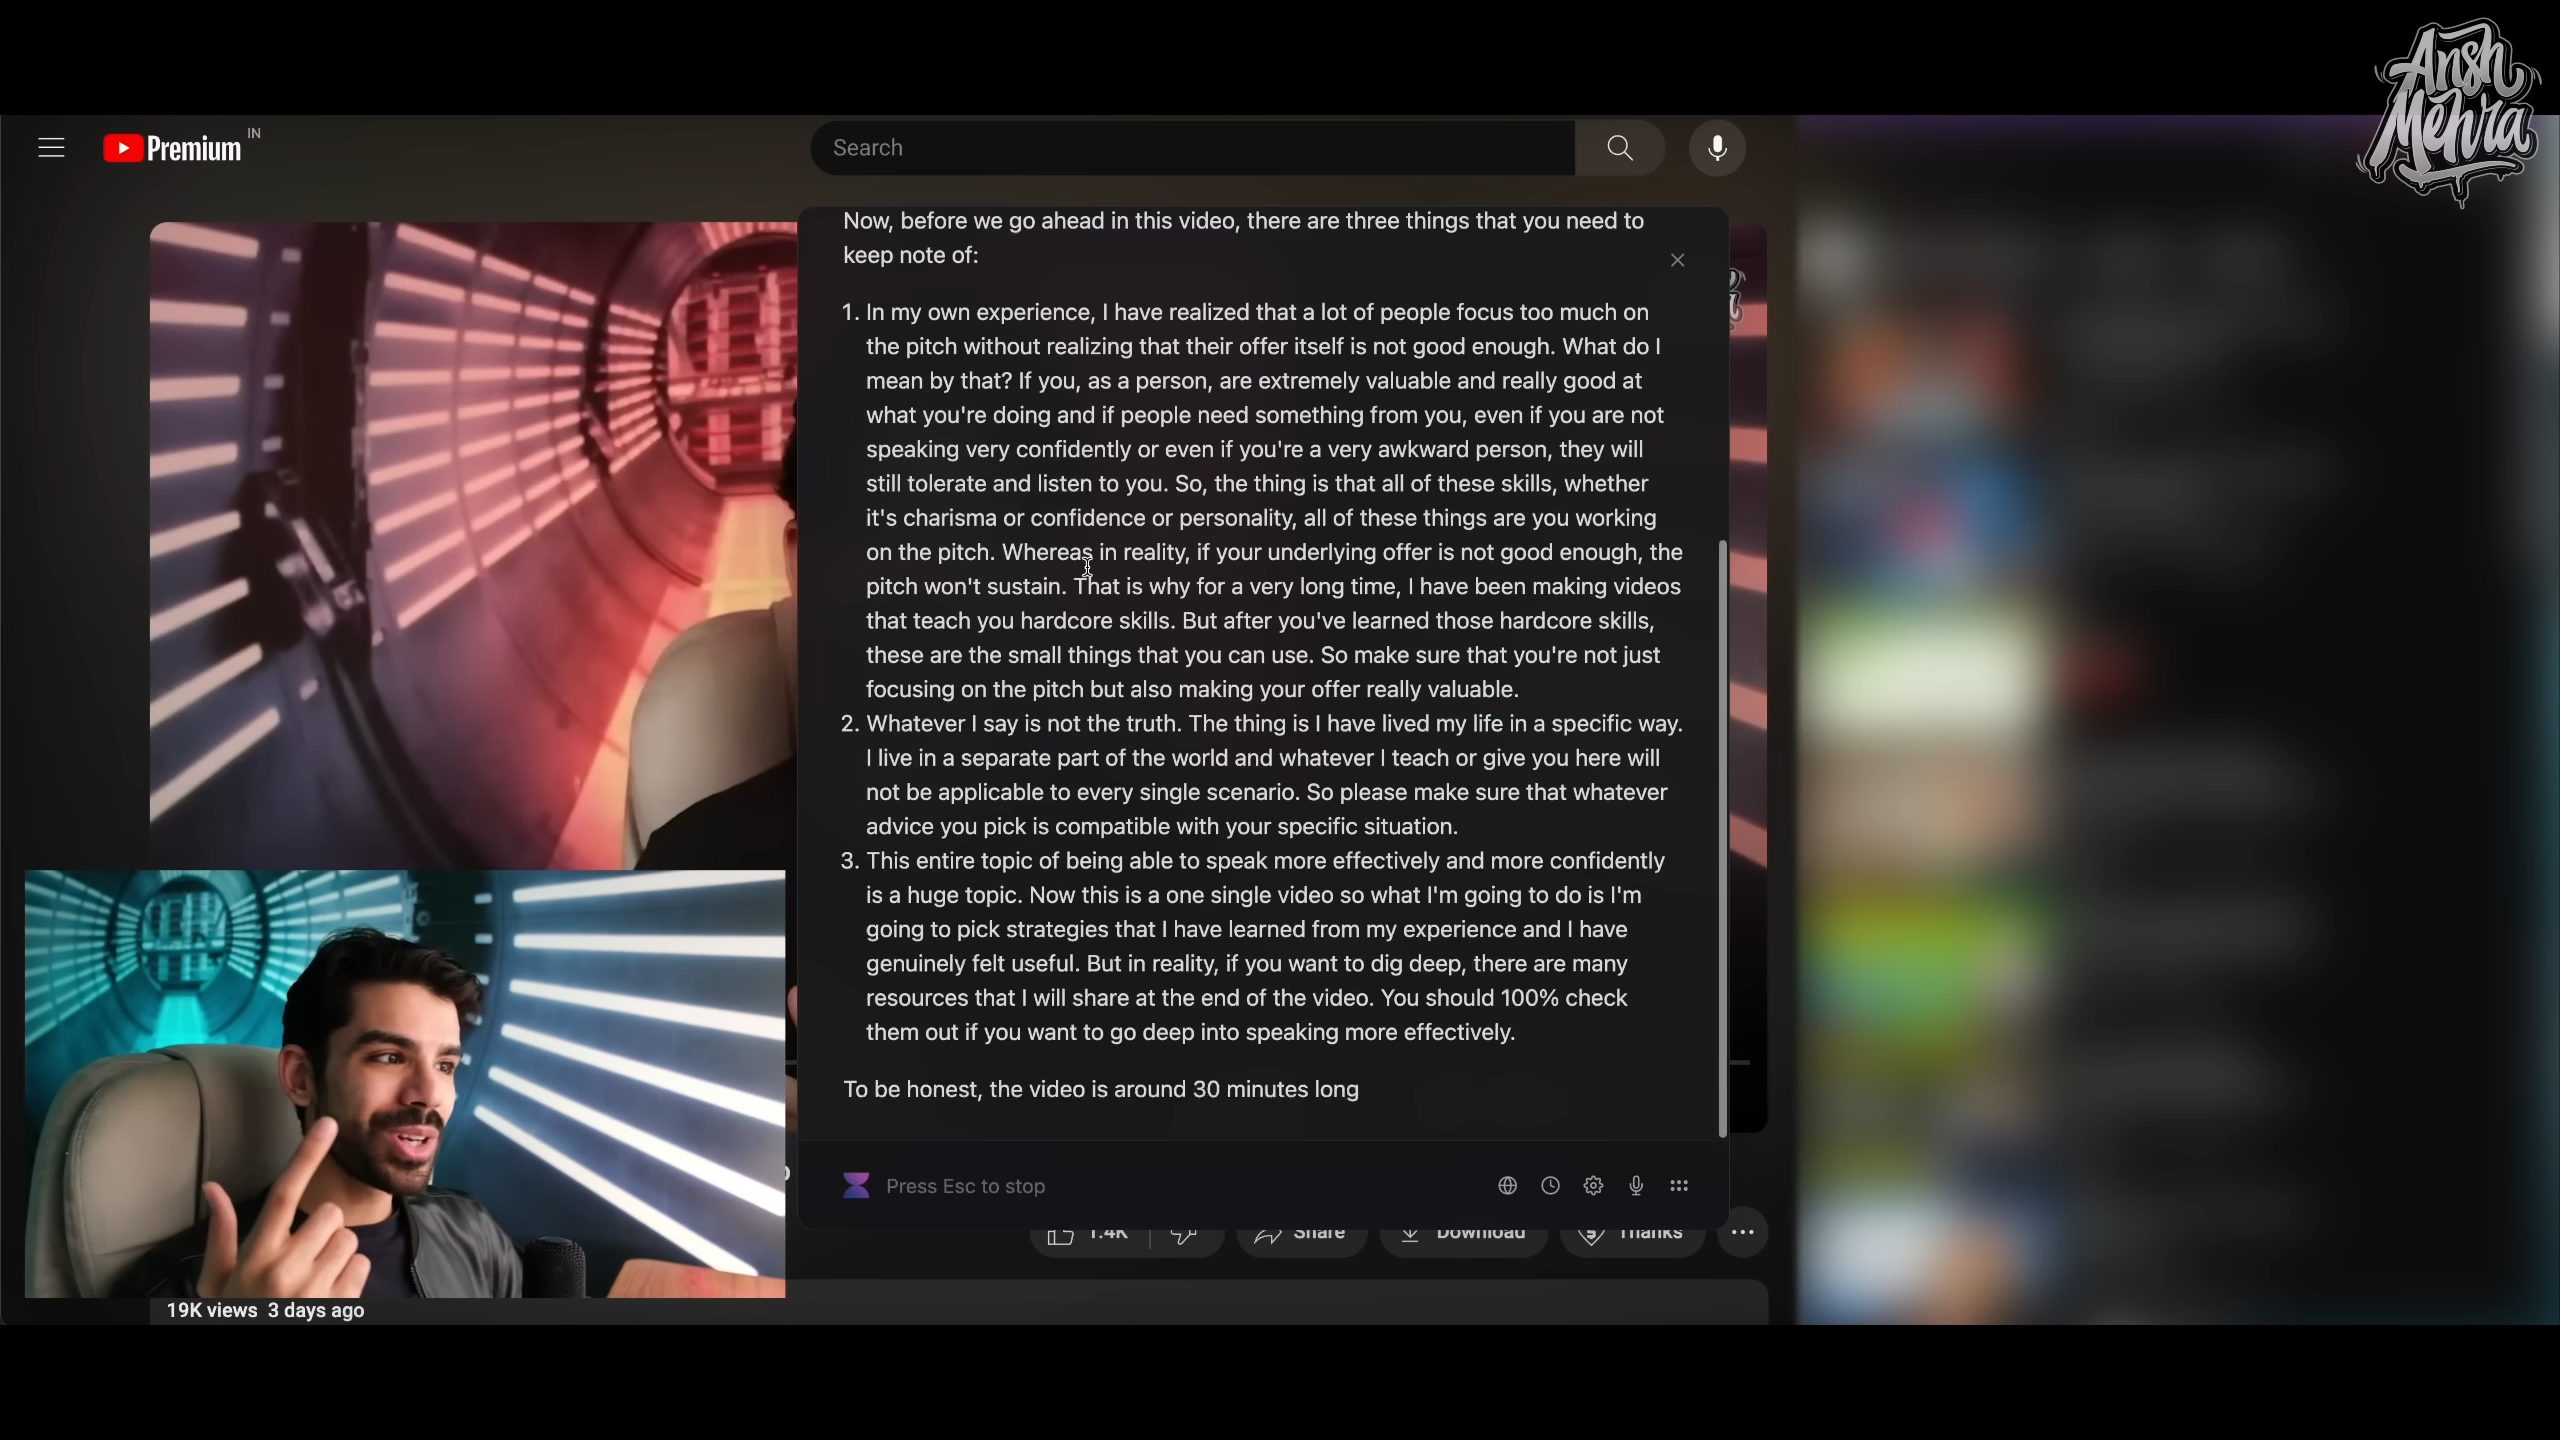 Ansh
Mehra
Premium IN
Search
Now, before we go ahead in this video, there are three things that you need to
keep note of:
1. In my own experience, I have realized that a lot of people focus too much on
the pitch without realizing that their offer itself is not good enough. What do I
mean by that? If you, as a person, are extremely valuable and really good at
what you're doing and if people need something from you, even if you are not
speaking very confidently or even if you're a very awkward person, they will
still tolerate and listen to you. So, the thing is that all of these skills, whether
it's charisma or confidence or personality, all of these things are you working
on the pitch. Whereas in reality, if your underlying offer is not good enough, the
pitch won't sustain. That is why for a very long time, I have been making videos
that teach you hardcore skills. But after you've learned those hardcore skills,
these are the small things that you can use. So make sure that you're not just
focusing on the pitch but also making your offer really valuable.
2. Whatever I say is not the truth. The thing is I have lived my life in a specific way.
I live in a separate part of the world and whatever I teach or give you here will
not be applicable to every single scenario. So please make sure that whatever
advice you pick is compatible with your specific situation.
3. This entire topic of being able to speak more effectively and more confidently
is a huge topic. Now this is a one single video so what I'm going to do is I'm
going to pick strategies that I have learned from my experience and I have
genuinely felt useful. But in reality, if you want to dig deep, there are many
resources that I will share at the end of the video. You should 100% check
them out if you want to go deep into speaking more effectively.
To be honest, the video is around 30 minutes long
Press Esc to stop
1.4K Share Download Thanks
19K views 3 days ago